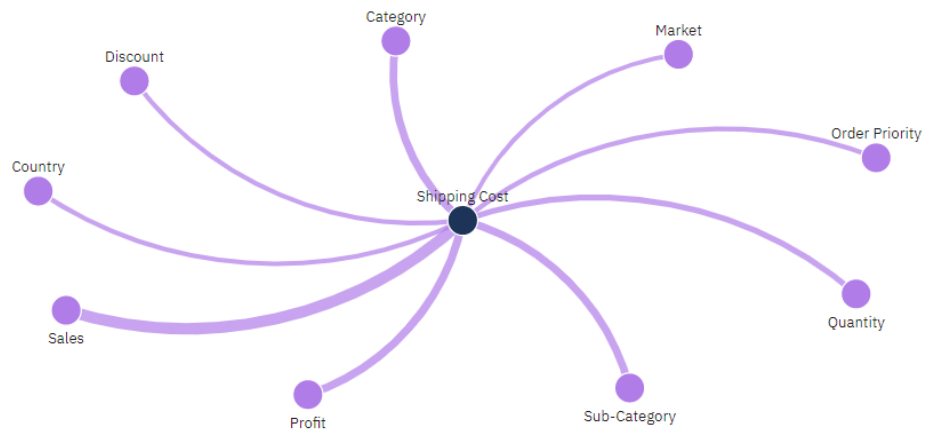 Category
Market
Discount
Order Priority
Country
Shipping Cost
Quantity
Sales
Sub-Category
Profit